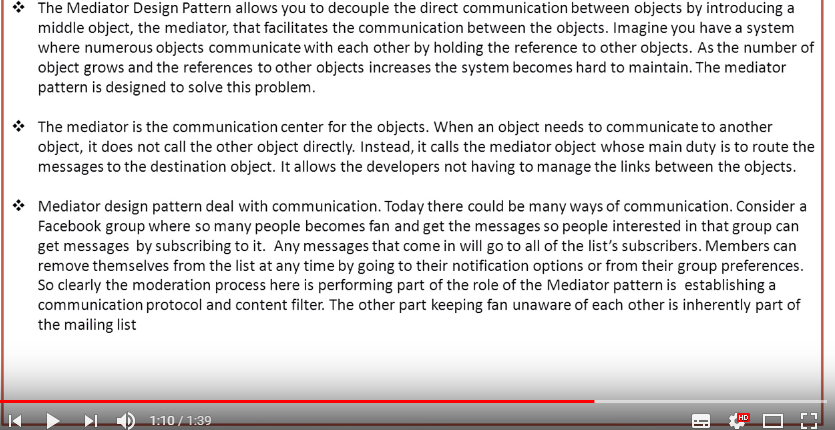 ❖ The Mediator Design Pattern allows you to decouple the direct communication between objects by introducing a
middle object, the mediator, that facilitates the communication between the objects. Imagine you have a system
where numerous objects communicate with each other by holding the reference to other objects. As the number of
object grows and the references to other objects increases the system becomes hard to maintain. The mediator
pattern is designed to solve this problem.
❖ The mediator is the communication center for the objects. When an object needs to communicate to another
object, it does not call the other object directly. Instead, it calls the mediator object whose main duty is to route the
messages to the destination object. It allows the developers not having to manage the links between the objects.
❖ Mediator design pattern deal with communication. Today there could be many ways of communication. Consider a
Facebook group where so many people becomes fan and get the messages so people interested in that group can
get messages by subscribing to it. Any messages that come in will go to all of the list's subscribers. Members can
remove themselves from the list at any time by going to their notification options or from their group preferences.
So clearly the moderation process here is performing part of the role of the Mediator pattern is establishing a
communication protocol and content filter. The other part keeping fan unaware of each other is inherently part of
the mailing list
1:10 / 1:39 HD